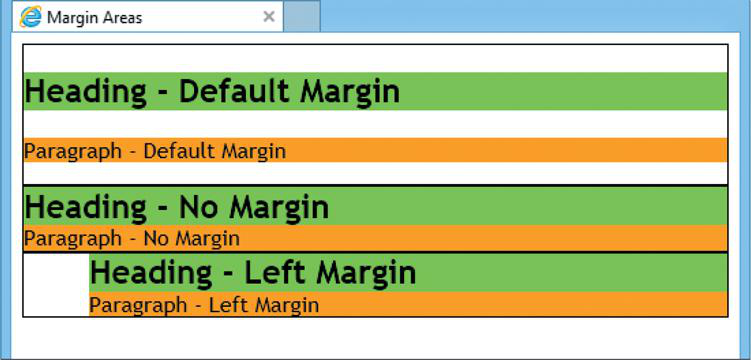 Margin Areas
Heading - Default Margin
Paragraph - Default Margin
Heading - No Margin
Paragraph - No Margin
Heading - Left Margin
Paragraph - Left Margin